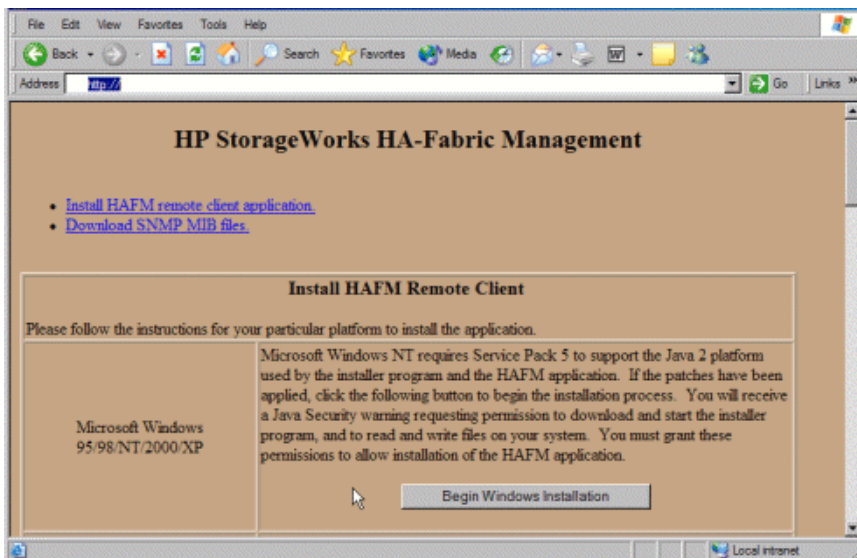 File Edit View Favorites Tools Help
Back Search Favorites Media
Address http:// Go Links »
HP StorageWorks HA-Fabric Management
• Install HAFM remote client application.
• Download SNMP MIB files.
Install HAFM Remote Client
Please follow the instructions for your particular platform to install the application.
Microsoft Windows
95/98/NT/2000/XP
Microsoft Windows NT requires Service Pack 5 to support the Java 2 platform
used by the installer program and the HAFM application. If the patches have been
applied, click the following button to begin the installation process. You will receive
a Java Security warning requesting permission to download and start the installer
program, and to read and write files on your system. You must grant these
permissions to allow installation of the HAFM application.
Begin Windows Installation
Local intranet